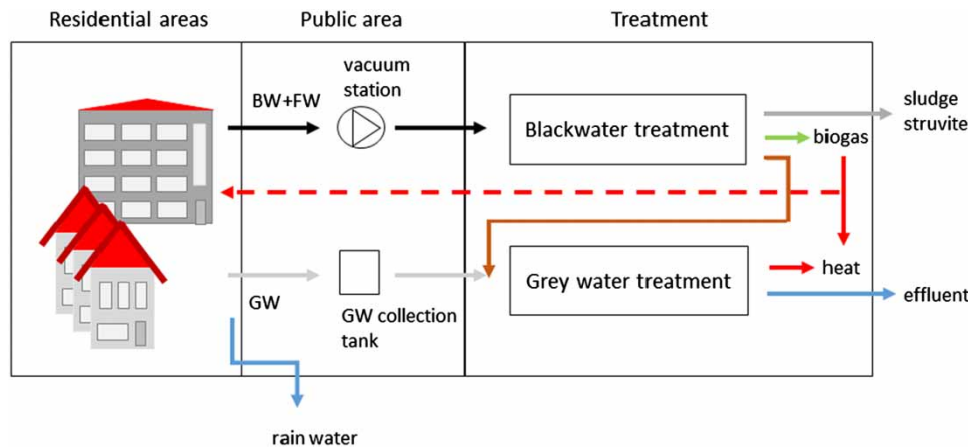 Residential areas
Public area
Treatment
BW+FW
vacuum
station
Blackwater treatment
sludge
struvite
biogas
Grey water treatment
heat
effluent
GW
GW collection
tank
rain water